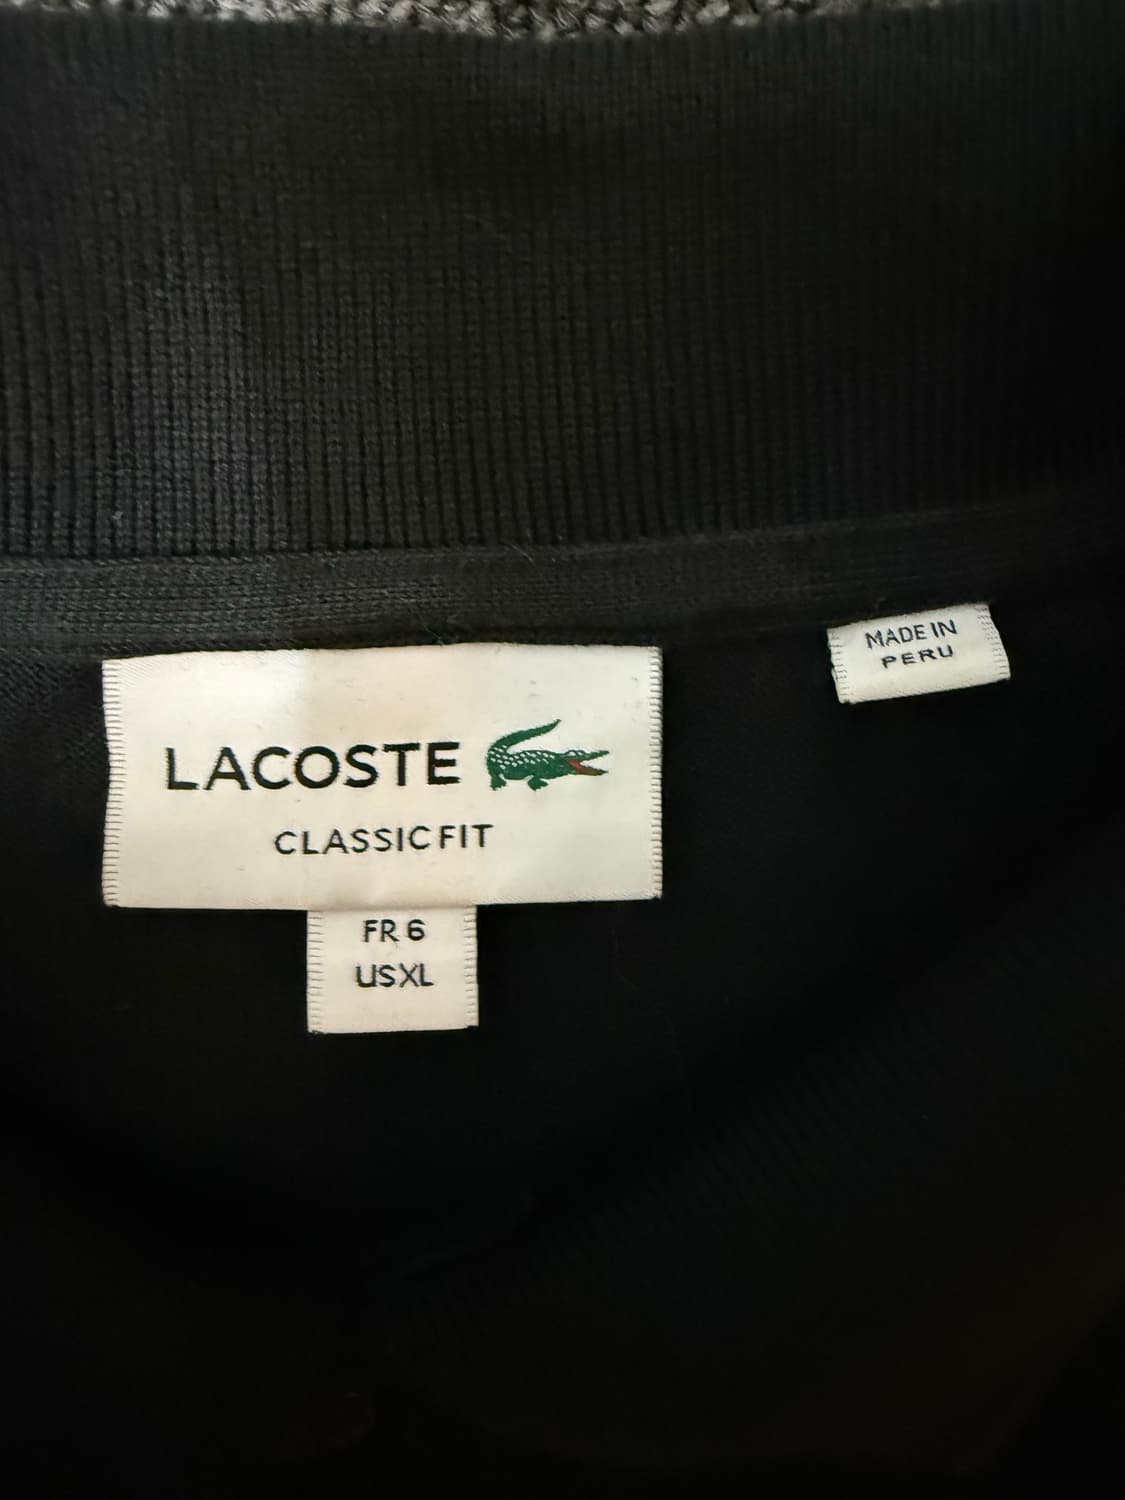 MADE IN
PERU
LACOSTE
CLASSIC FIT
FR 6
US XL